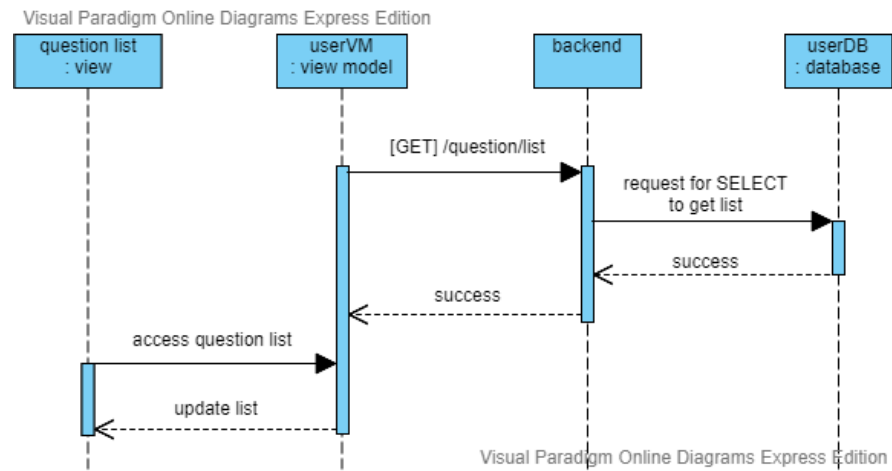 Visual Paradigm Online Diagrams Express Edition
question list
: view
userVM
: view model
backend
userDB
: database
[GET] /question/list
request for SELECT
to get list
success
success
access question list
update list
Visual Paradigm Online Diagrams Express Edition